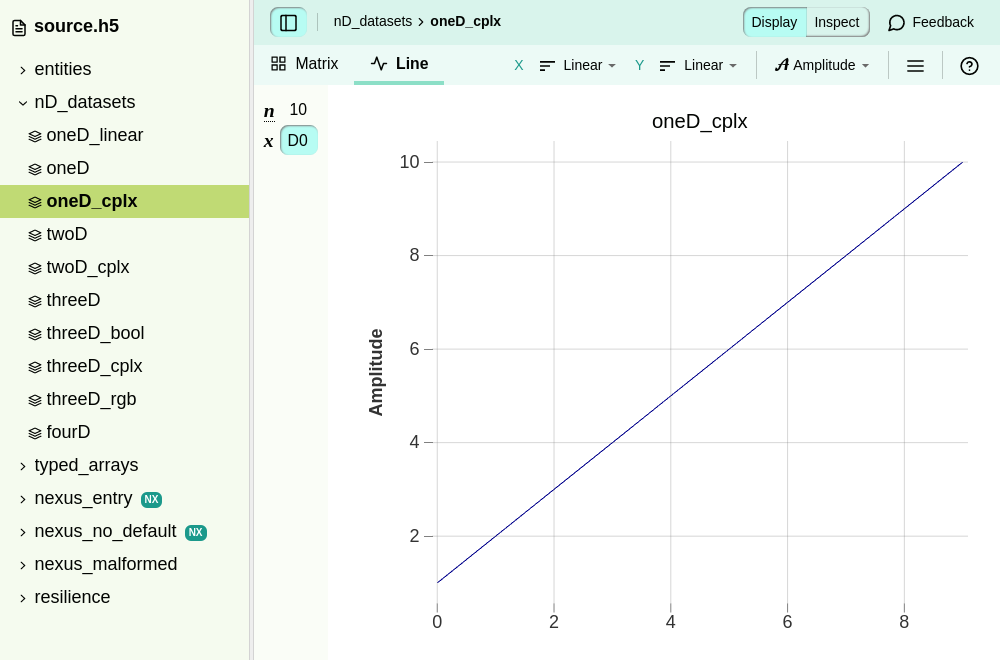 source.h5
entities
nD_datasets
oneD_linear
oneD
oneD_cplx
twoD
twoD_cplx
threeD
threeD_bool
threeD_cplx
threeD_rgb
fourD
typed_arrays
nexus_entry NX
nexus_no_default NX
nexus_malformed
resilience
nD_datasets oneD_cplx Display Inspect Feedback
Matrix Line X Linear Y Linear A Amplitude
n 10
x D0
oneD_cplx
Amplitude
10
8
6
4
2
0 2 4 6 8